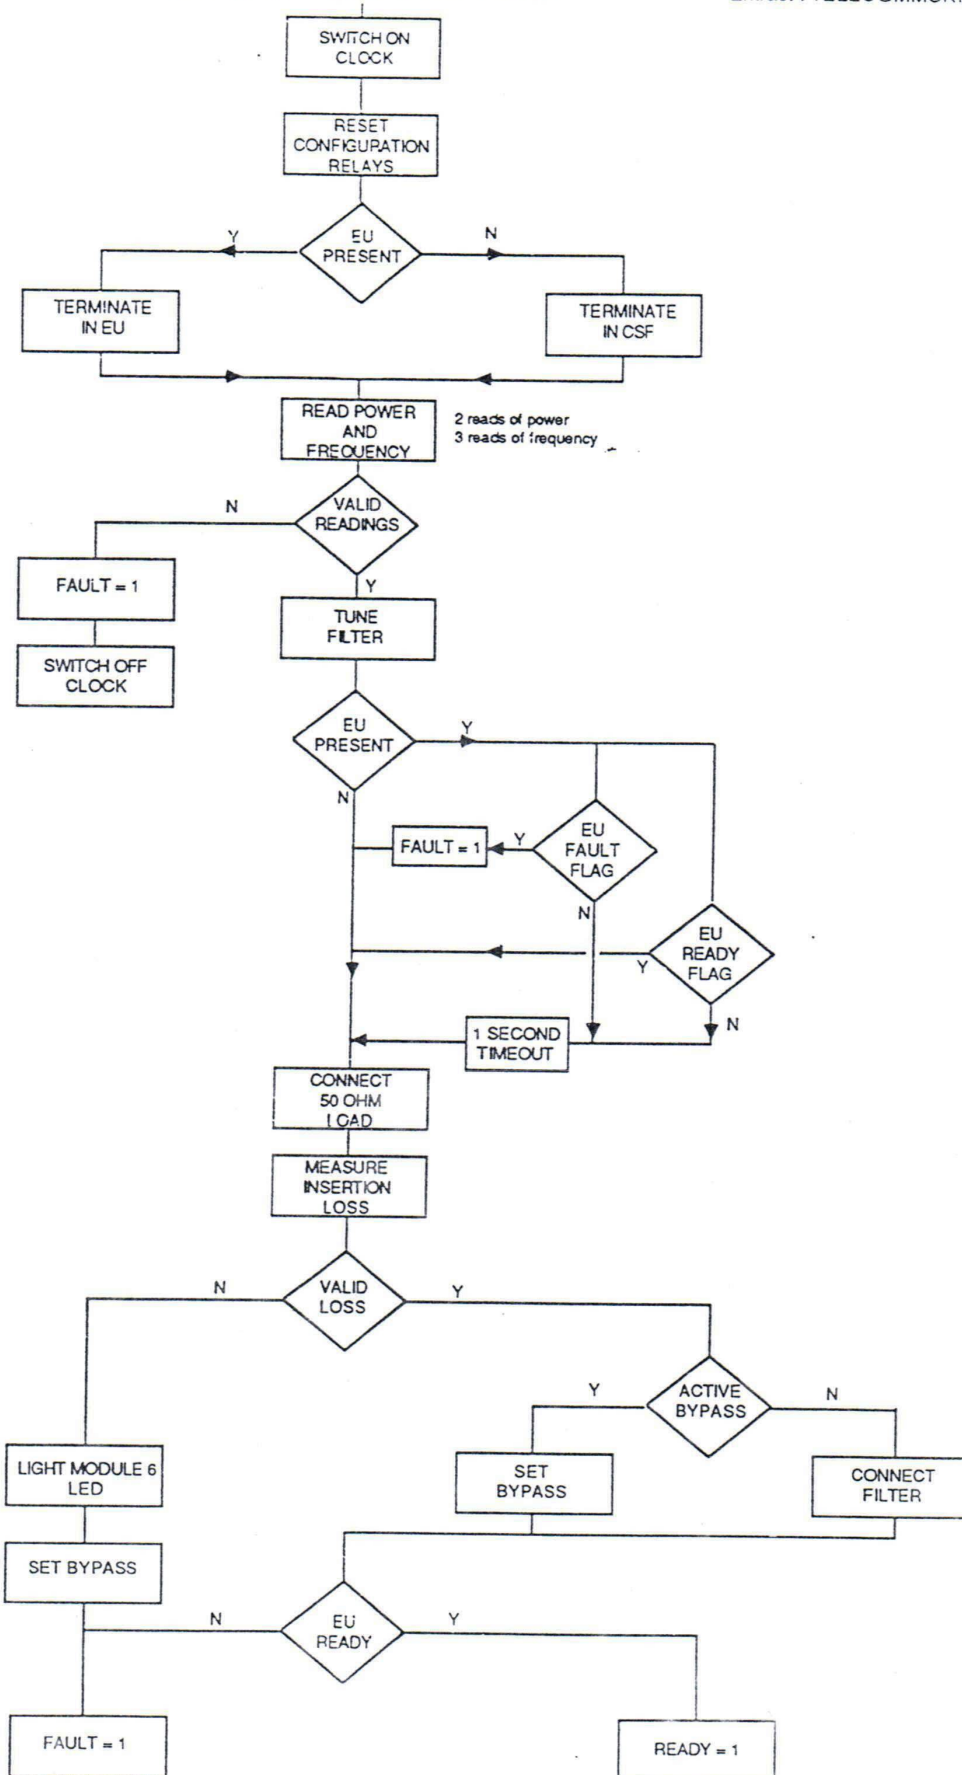 SWITCH ON
CLOCK
RESET
CONFIGURATION
RELAYS
Y
EU
PRESENT
N
TERMINATE
IN EU
TERMINATE
IN CSF
READ POWER
AND
FREQUENCY
2 reads of power
3 reads of frequency
N
VALID
READINGS
FAULT = 1
Y
SWITCH OFF
CLOCK
TUNE
FILTER
EU
PRESENT
Y
N
FAULT = 1
Y
EU
FAULT
FLAG
N
EU
READY
FLAG
Y
N
1 SECOND
TIMEOUT
CONNECT
50 OHM
LOAD
MEASURE
INSERTION
LOSS
N
VALID
LOSS
Y
Y
ACTIVE
BYPASS
N
LIGHT MODULE 6
LED
SET
BYPASS
CONNECT
FILTER
SET BYPASS
N
EU
READY
Y
FAULT = 1
READY = 1